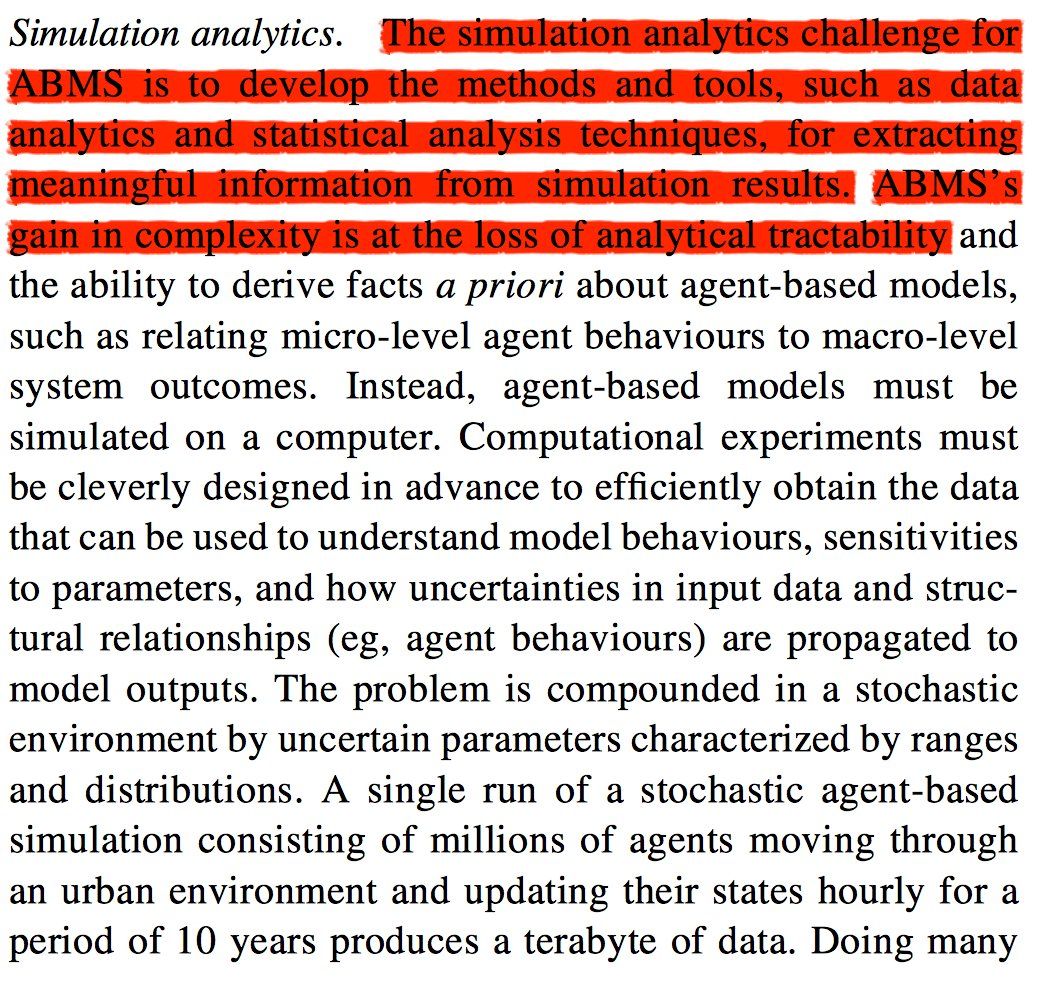 Simulation analytics. The simulation analytics challenge for
ABMS is to develop the methods and tools, such as data
analytics and statistical analysis techniques, for extracting
meaningful information from simulation results. ABMS's
gain in complexity is at the loss of analytical tractability and
the ability to derive facts a priori about agent-based models,
such as relating micro-level agent behaviours to macro-level
system outcomes. Instead, agent-based models must be
simulated on a computer. Computational experiments must
be cleverly designed in advance to efficiently obtain the data
that can be used to understand model behaviours, sensitivities
to parameters, and how uncertainties in input data and struc-
tural relationships (eg, agent behaviours) are propagated to
model outputs. The problem is compounded in a stochastic
environment by uncertain parameters characterized by ranges
and distributions. A single run of a stochastic agent-based
simulation consisting of millions of agents moving through
an urban environment and updating their states hourly for a
period of 10 years produces a terabyte of data. Doing many